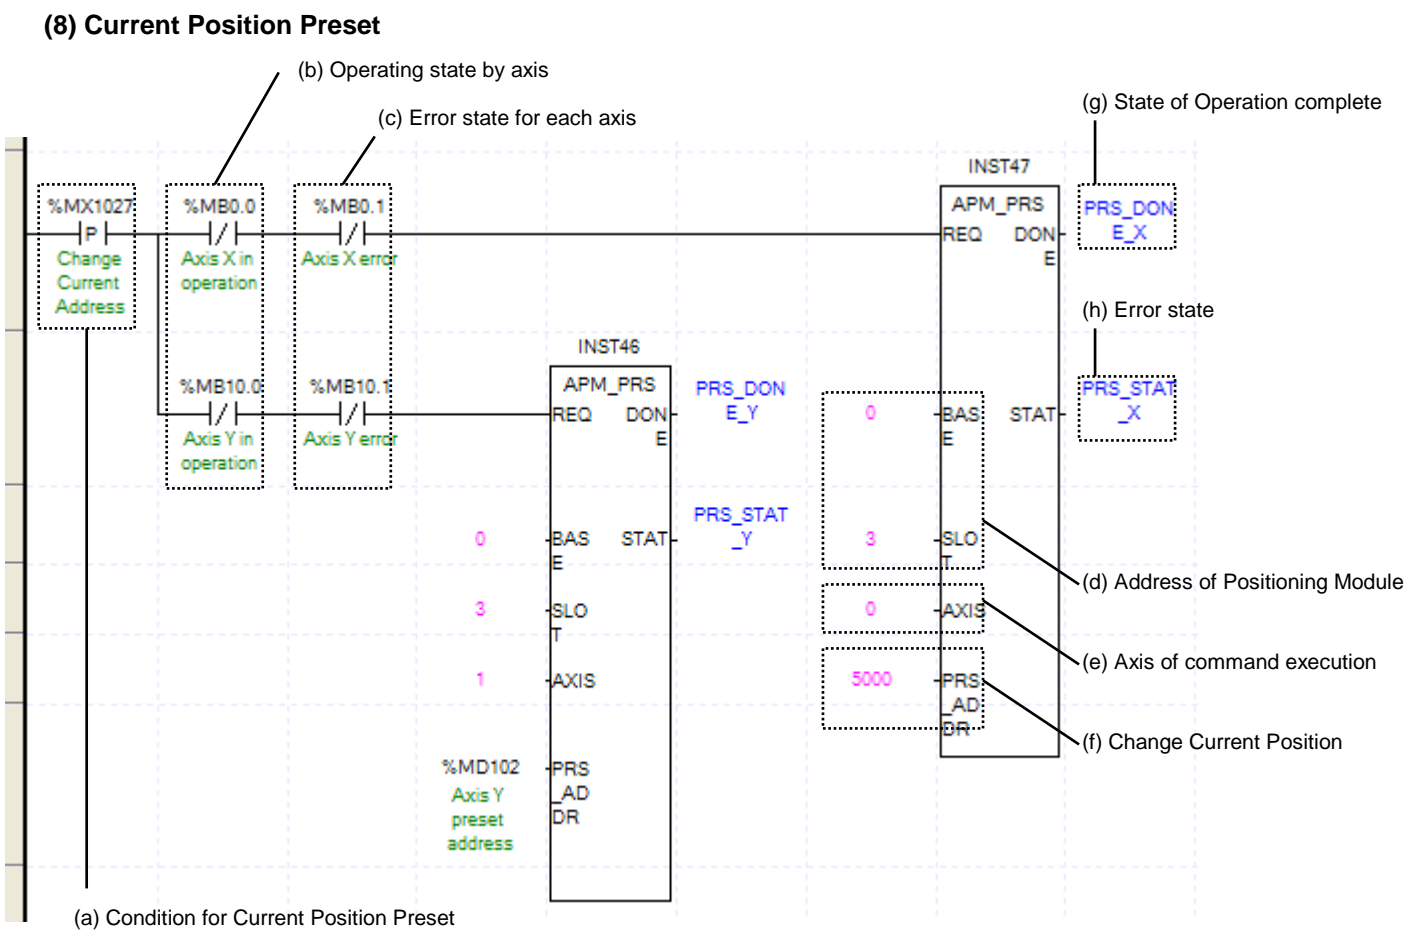 (8) Current Position Preset
(b) Operating state by axis
(c) Error state for each axis
(g) State of Operation complete
INST47
%MX1027
%MB0.0
%MB0.1
APM_PRS
PRS_DON
E_X
P
REQ
DON
E
Change
Current
Address
Axis X in
operation
Axis X error
(h) Error state
INST46
%MB10.0
%MB10.1
APM_PRS
PRS_DON
E_Y
PRS_STAT
_X
REQ
DON
E
0
BAS
E
STAT
Axis Y in
operation
Axis Y error
PRS_STAT
_Y
0
BAS
E
STAT
3
SLO
T
(d) Address of Positioning Module
3
SLO
T
0
AXIS
(e) Axis of command execution
1
AXIS
5000
PRS
_AD
DR
(f) Change Current Position
%MD102
PRS
_AD
DR
Axis Y
preset
address
(a) Condition for Current Position Preset